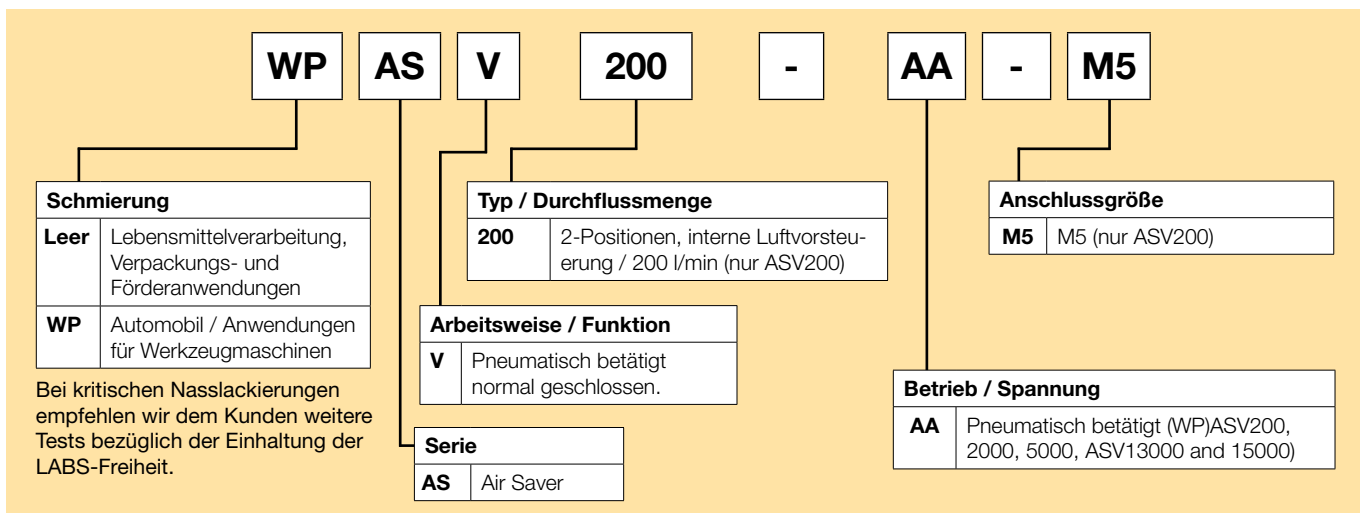 WP AS V 200 - AA - M5
Schmierung
Leer Lebensmittelverarbeitung,
Verpackungs- und
Förderanwendungen
WP Automobil / Anwendungen
für Werkzeugmaschinen
Bei kritischen Nasslackierungen
empfehlen wir dem Kunden weitere
Tests bezüglich der Einhaltung der
LABS-Freiheit.
Serie
AS Air Saver
Arbeitsweise / Funktion
V Pneumatisch betätigt
normal geschlossen.
Typ / Durchflussmenge
200 2-Positionen, interne Luftvorsteu-
erung / 200 l/min (nur ASV200)
Betrieb / Spannung
AA Pneumatisch betätigt (WP)ASV200,
2000, 5000, ASV13000 and 15000)
Anschlussgröße
M5 M5 (nur ASV200)